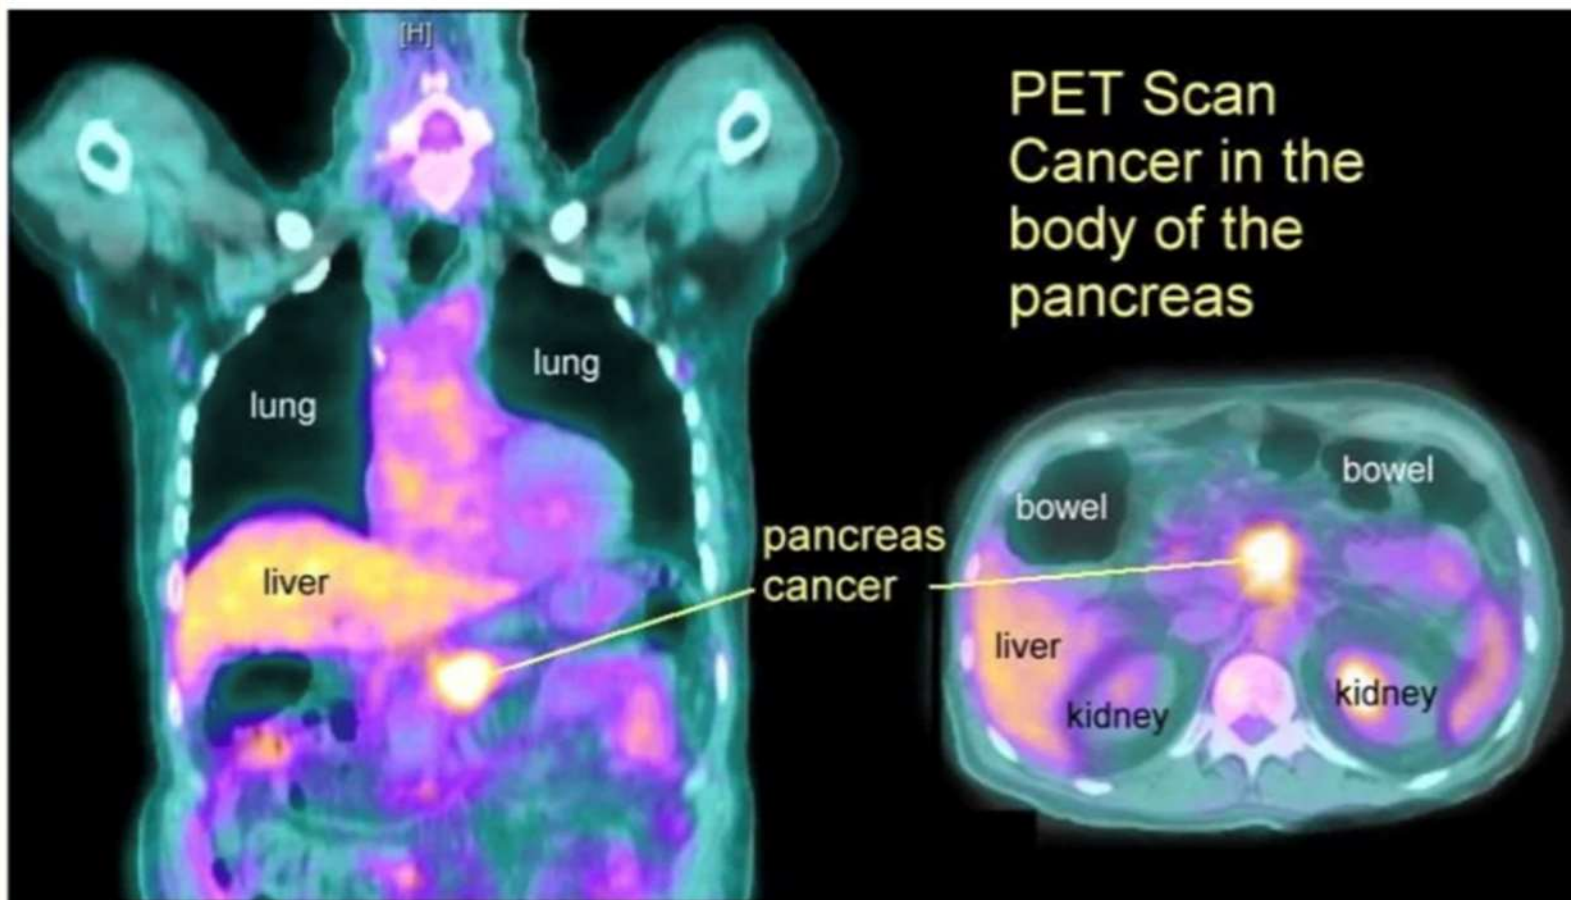 [H]
PET Scan
Cancer in the
body of the
pancreas
lung
lung
liver
pancreas
cancer
bowel
bowel
liver
kidney
kidney